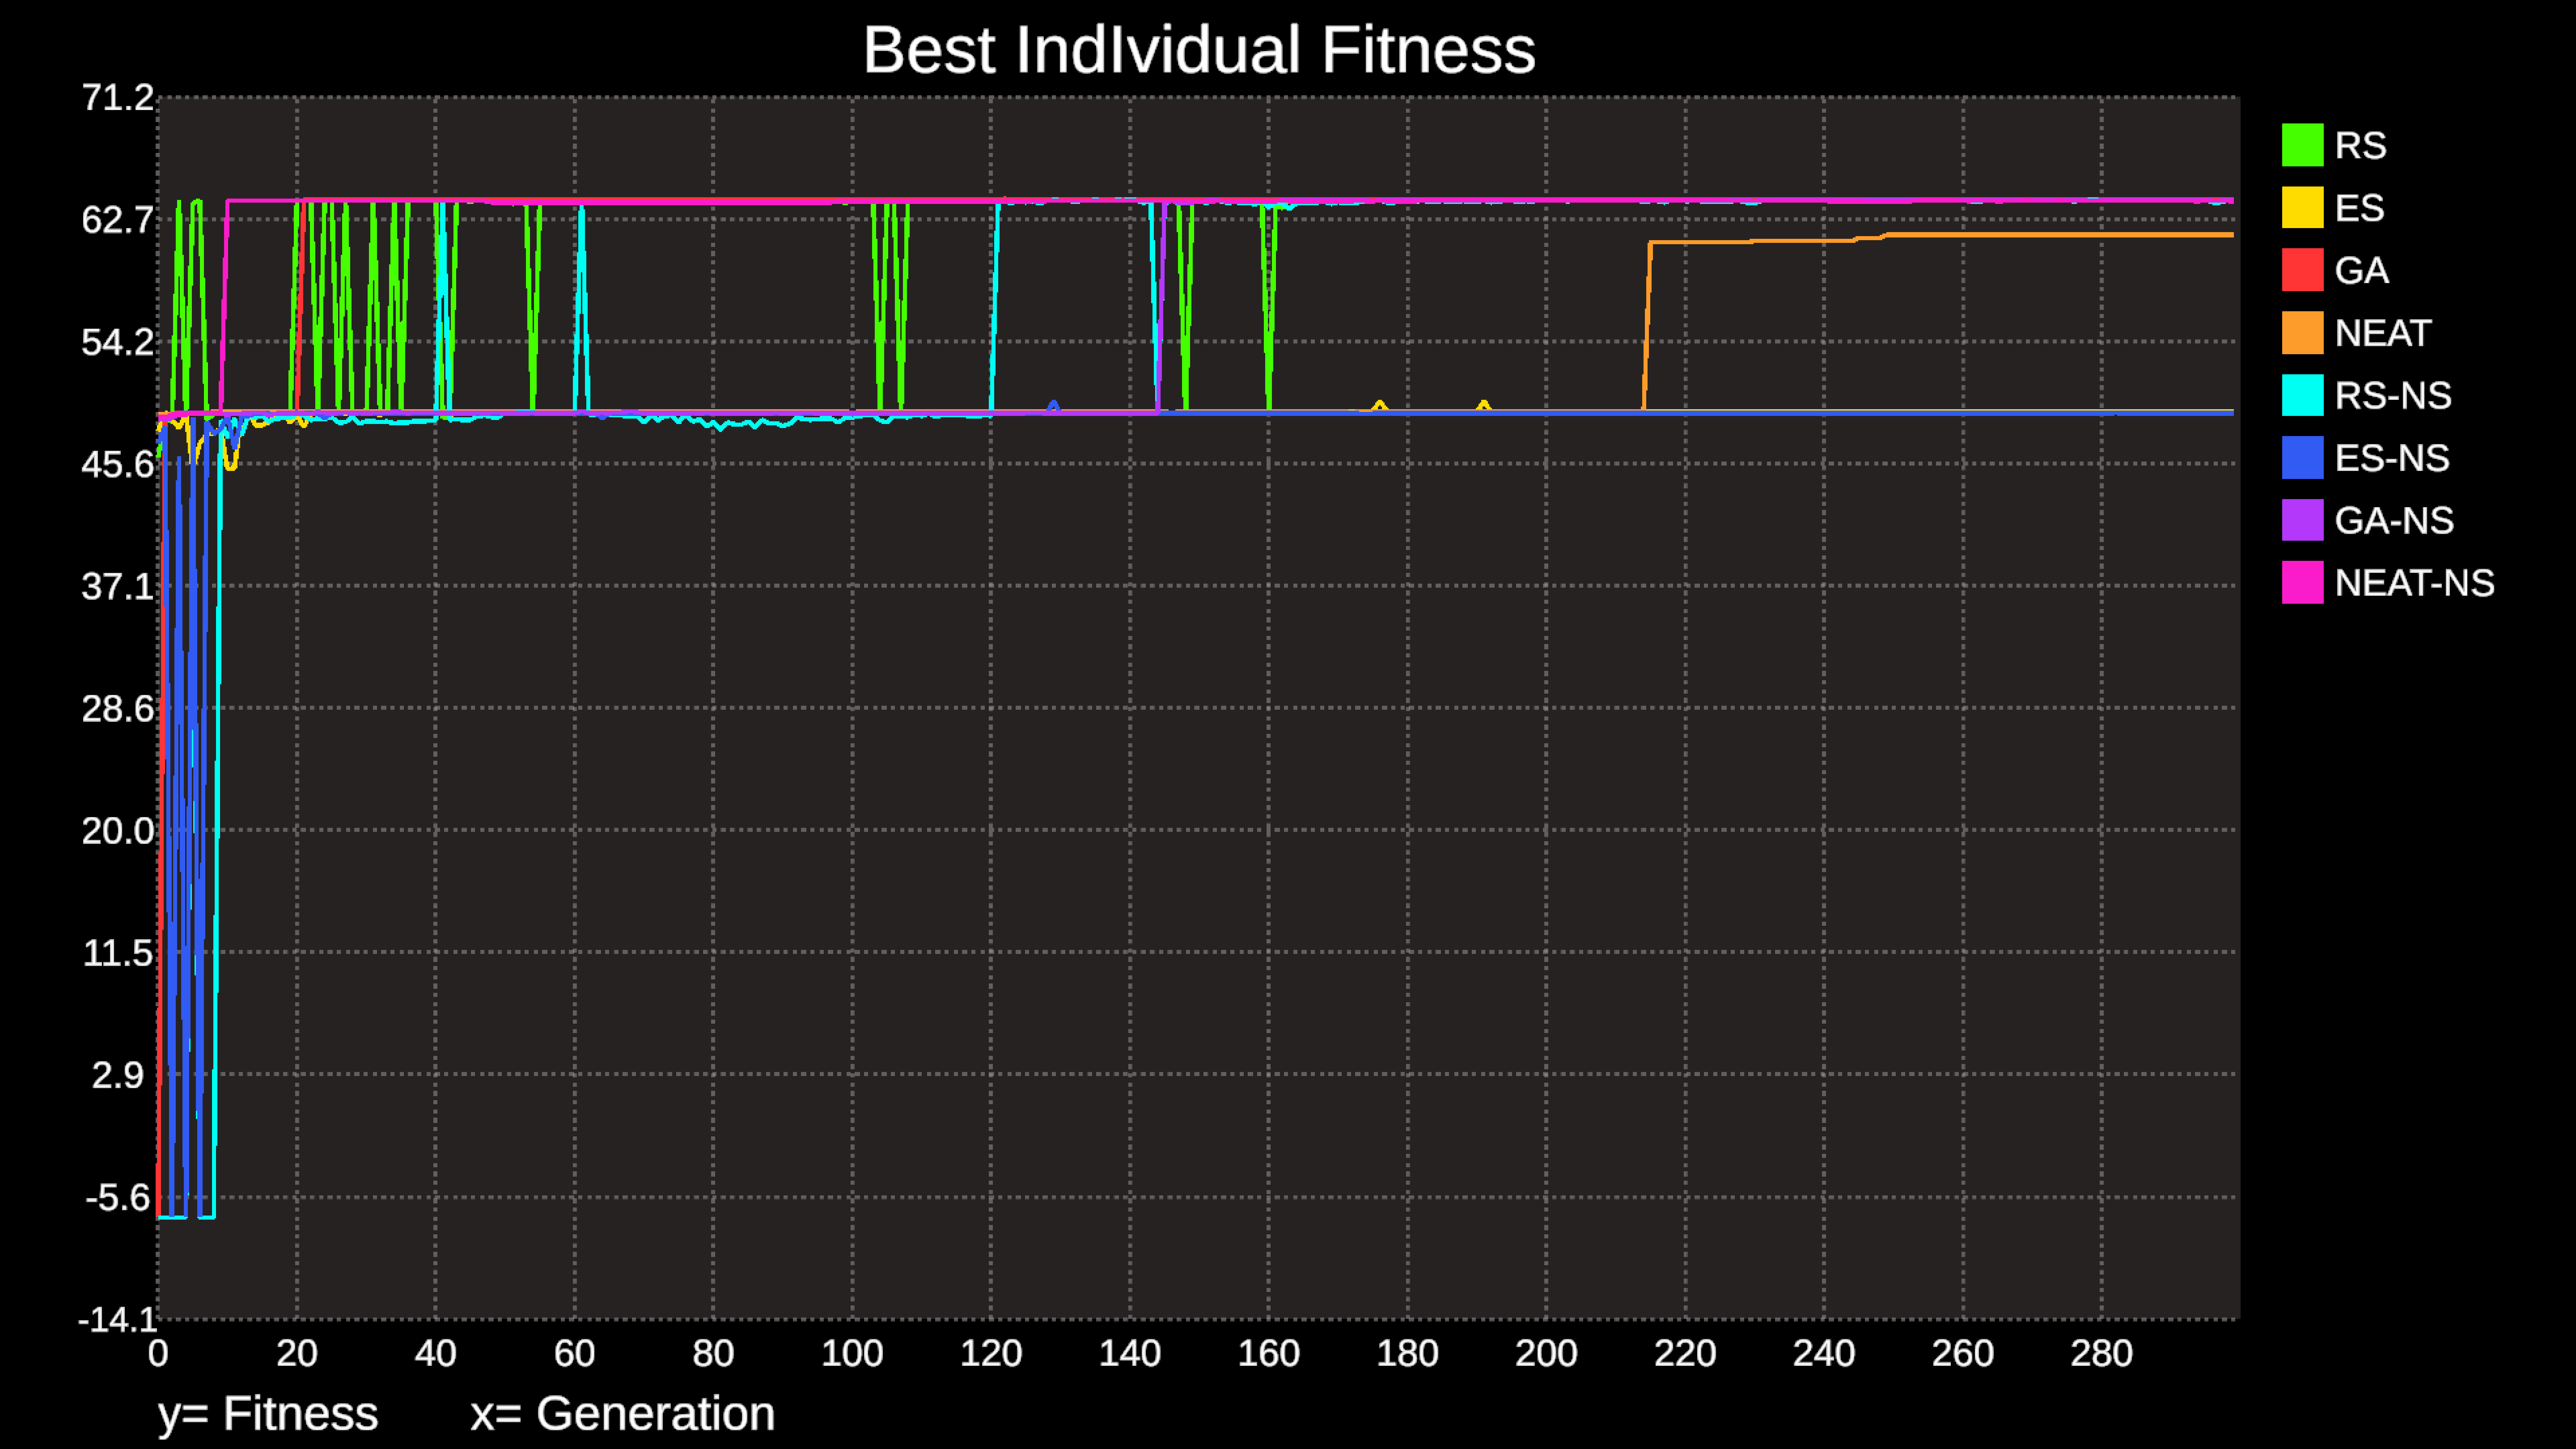 Best IndIvidual Fitness
71.2
62.7
54.2
45.6
37.1
28.6
20.0
11.5
2.9
-5.6
-14.1
0 20 40 60 80 100 120 140 160 180 200 220 240 260 280
y= Fitness x= Generation
RS
ES
GA
NEAT
RS-NS
ES-NS
GA-NS
NEAT-NS